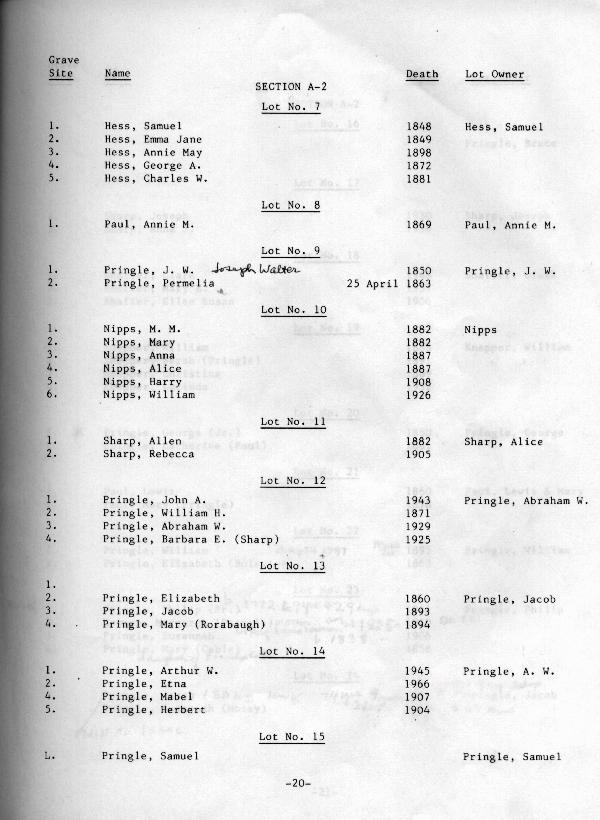 Grave
Site Name Death Lot Owner
SECTION A-2
Lot No. 7
1. Hess, Samuel 1848 Hess, Samuel
2. Hess, Emma Jane 1849
3. Hess, Annie May 1898
4. Hess, George A. 1872
5. Hess, Charles W. 1881
Lot No. 8
1. Paul, Annie M. 1869 Paul, Annie M.
Lot No. 9
1. Pringle, J. W. Joseph Walter 1850 Pringle, J. W.
2. Pringle, Permelia 25 April 1863
Lot No. 10
1. Nipps, M. M. 1882 Nipps
2. Nipps, Mary 1882
3. Nipps, Anna 1887
4. Nipps, Alice 1887
5. Nipps, Harry 1908
6. Nipps, William 1926
Lot No. 11
1. Sharp, Allen 1882 Sharp, Alice
2. Sharp, Rebecca 1905
Lot No. 12
1. Pringle, John A. 1943 Pringle, Abraham W.
2. Pringle, William H. 1871
3. Pringle, Abraham W. 1929
4. Pringle, Barbara E. (Sharp) 1925
Lot No. 13
1.
2. Pringle, Elizabeth 1860 Pringle, Jacob
3. Pringle, Jacob 1893
4. Pringle, Mary (Rorabaugh) 1894
Lot No. 14
1. Pringle, Arthur W. 1945 Pringle, A. W.
2. Pringle, Etna 1966
4. Pringle, Mabel 1907
5. Pringle, Herbert 1904
Lot No. 15
L. Pringle, Samuel Pringle, Samuel
-20-